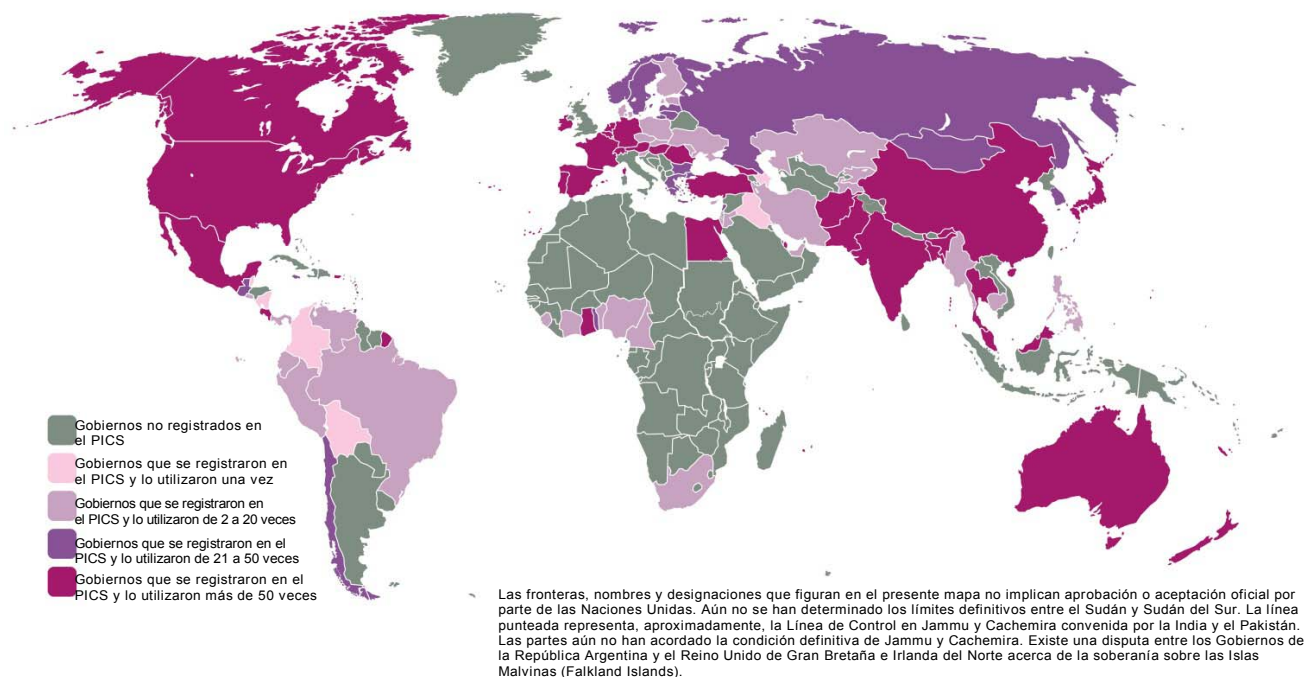 Gobiernos no registrados en
el PICS
Gobiernos que se registraron en
el PICS y lo utilizaron una vez
Gobiernos que se registraron en
el PICS y lo utilizaron de 2 a 20 veces
Gobiernos que se registraron en el
PICS y lo utilizaron de 21 a 50 veces
Gobiernos que se registraron en el
PICS y lo utilizaron más de 50 veces
Las fronteras, nombres y designaciones que figuran en el presente mapa no implican aprobación o aceptación oficial por
parte de las Naciones Unidas. Aún no se han determinado los límites definitivos entre el Sudán y Sudán del Sur. La línea
punteada representa, aproximadamente, la Línea de Control en Jammu y Cachemira convenida por la India y el Pakistán.
Las partes aún no han acordado la condición definitiva de Jammu y Cachemira. Existe una disputa entre los Gobiernos de
la República Argentina y el Reino Unido de Gran Bretaña e Irlanda del Norte acerca de la soberanía sobre las Islas
Malvinas (Falkland Islands).